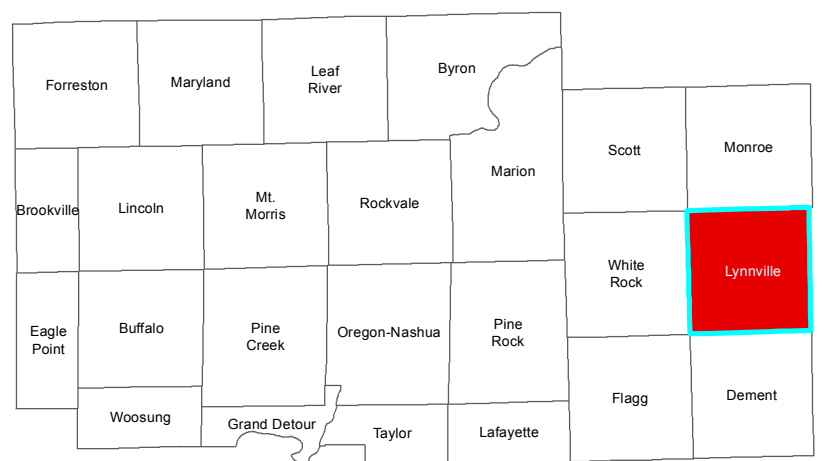 Forreston
Maryland
Leaf
River
Byron
Scott
Monroe
Brookville
Lincoln
Mt.
Morris
Rockvale
Marion
White
Rock
Lynnville
Eagle
Point
Buffalo
Pine
Creek
Oregon-Nashua
Pine
Rock
Woosung
Grand Detour
Taylor
Lafayette
Flagg
Dement